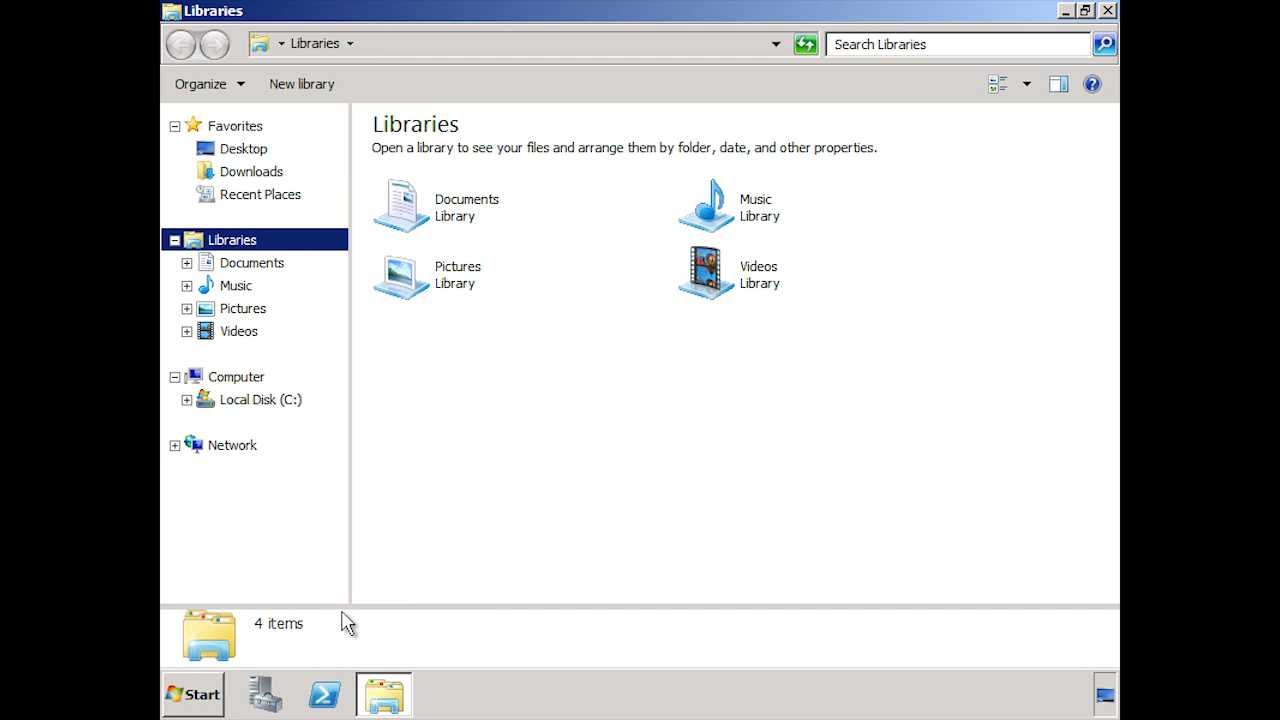 Libraries
Libraries
Search Libraries
Organize
New library
Favorites
Desktop
Downloads
Recent Places
Libraries
Documents
Music
Pictures
Videos
Computer
Local Disk (C:)
Network
Libraries
Open a library to see your files and arrange them by folder, date, and other properties.
Documents
Library
Music
Library
Pictures
Library
Videos
Library
4 items
Start